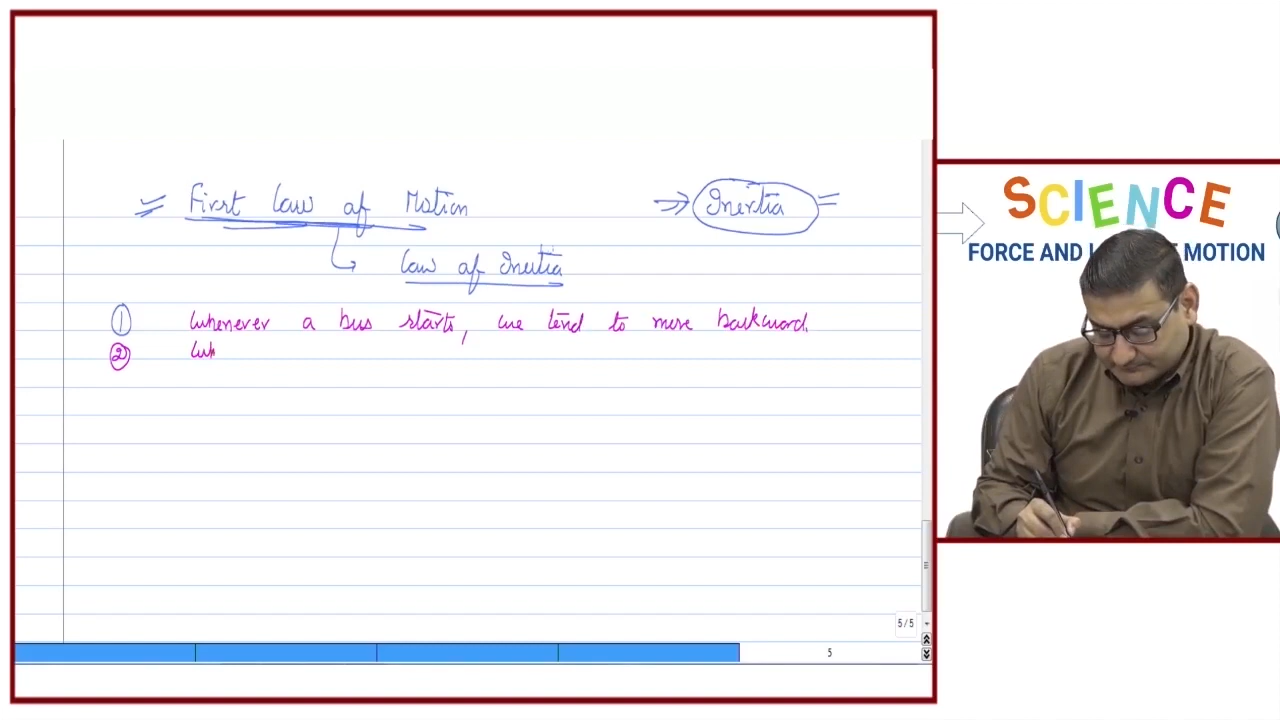 First Law of Motion ⇒ Inertia =
Law of Inertia
① Whenever a bus starts, we tend to move backward.
② Wh
5/5
5
SCIENCE
FORCE AND L MOTION